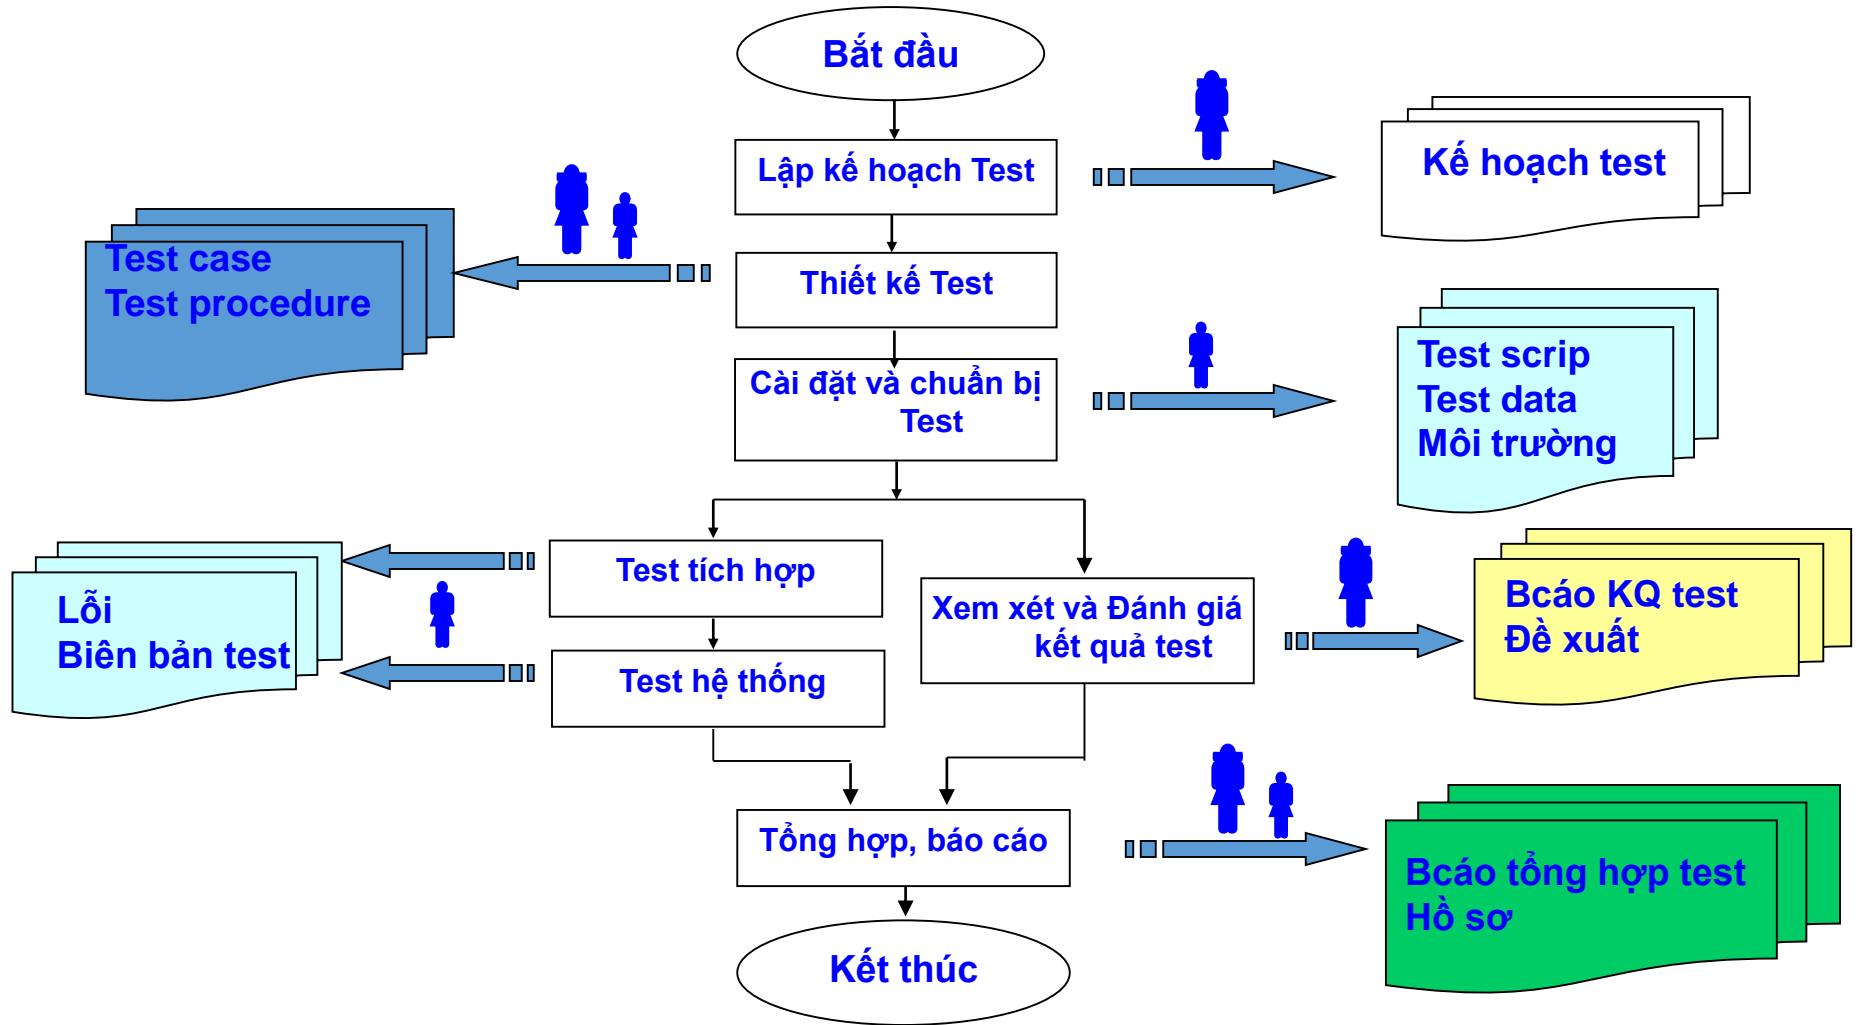 Bắt đầu
Lập kế hoạch Test
Kế hoạch test
Test case
Test procedure
Thiết kế Test
Cài đặt và chuẩn bị
Test
Test scrip
Test data
Môi trường
Test tích hợp
Lỗi
Biên bản test
Test hệ thống
Xem xét và Đánh giá
kết quả test
Bcáo KQ test
Đề xuất
Tổng hợp, báo cáo
Bcáo tổng hợp test
Hồ sơ
Kết thúc